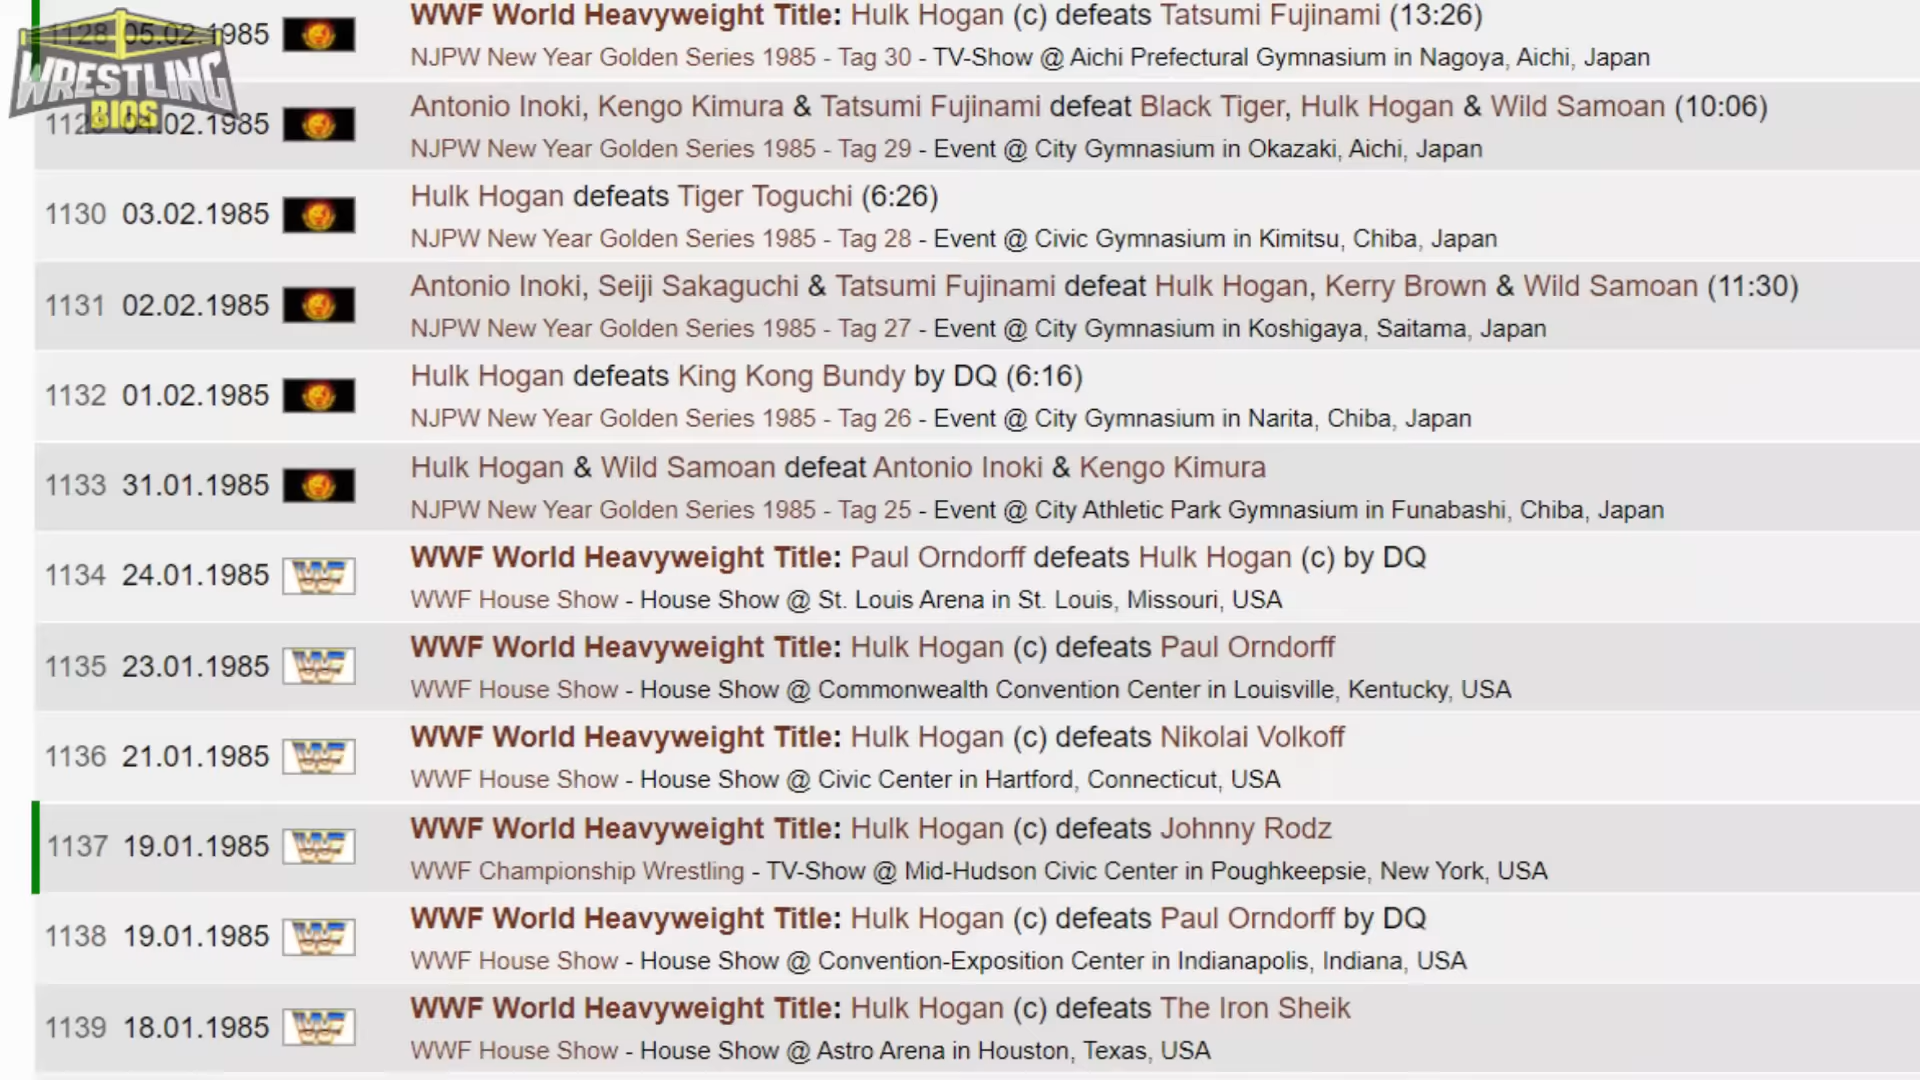 WRESTLING
BIOS
1128 05.02.1985
WWF World Heavyweight Title: Hulk Hogan (c) defeats Tatsumi Fujinami (13:26)
NJPW New Year Golden Series 1985 - Tag 30 - TV-Show @ Aichi Prefectural Gymnasium in Nagoya, Aichi, Japan
1129 04.02.1985
Antonio Inoki, Kengo Kimura & Tatsumi Fujinami defeat Black Tiger, Hulk Hogan & Wild Samoan (10:06)
NJPW New Year Golden Series 1985 - Tag 29 - Event @ City Gymnasium in Okazaki, Aichi, Japan
1130 03.02.1985
Hulk Hogan defeats Tiger Toguchi (6:26)
NJPW New Year Golden Series 1985 - Tag 28 - Event @ Civic Gymnasium in Kimitsu, Chiba, Japan
1131 02.02.1985
Antonio Inoki, Seiji Sakaguchi & Tatsumi Fujinami defeat Hulk Hogan, Kerry Brown & Wild Samoan (11:30)
NJPW New Year Golden Series 1985 - Tag 27 - Event @ City Gymnasium in Koshigaya, Saitama, Japan
1132 01.02.1985
Hulk Hogan defeats King Kong Bundy by DQ (6:16)
NJPW New Year Golden Series 1985 - Tag 26 - Event @ City Gymnasium in Narita, Chiba, Japan
1133 31.01.1985
Hulk Hogan & Wild Samoan defeat Antonio Inoki & Kengo Kimura
NJPW New Year Golden Series 1985 - Tag 25 - Event @ City Athletic Park Gymnasium in Funabashi, Chiba, Japan
1134 24.01.1985 WF
WWF World Heavyweight Title: Paul Orndorff defeats Hulk Hogan (c) by DQ
WWF House Show - House Show @ St. Louis Arena in St. Louis, Missouri, USA
1135 23.01.1985 WF
WWF World Heavyweight Title: Hulk Hogan (c) defeats Paul Orndorff
WWF House Show - House Show @ Commonwealth Convention Center in Louisville, Kentucky, USA
1136 21.01.1985 WF
WWF World Heavyweight Title: Hulk Hogan (c) defeats Nikolai Volkoff
WWF House Show - House Show @ Civic Center in Hartford, Connecticut, USA
1137 19.01.1985 WF
WWF World Heavyweight Title: Hulk Hogan (c) defeats Johnny Rodz
WWF Championship Wrestling - TV-Show @ Mid-Hudson Civic Center in Poughkeepsie, New York, USA
1138 19.01.1985 WF
WWF World Heavyweight Title: Hulk Hogan (c) defeats Paul Orndorff by DQ
WWF House Show - House Show @ Convention-Exposition Center in Indianapolis, Indiana, USA
1139 18.01.1985 WF
WWF World Heavyweight Title: Hulk Hogan (c) defeats The Iron Sheik
WWF House Show - House Show @ Astro Arena in Houston, Texas, USA